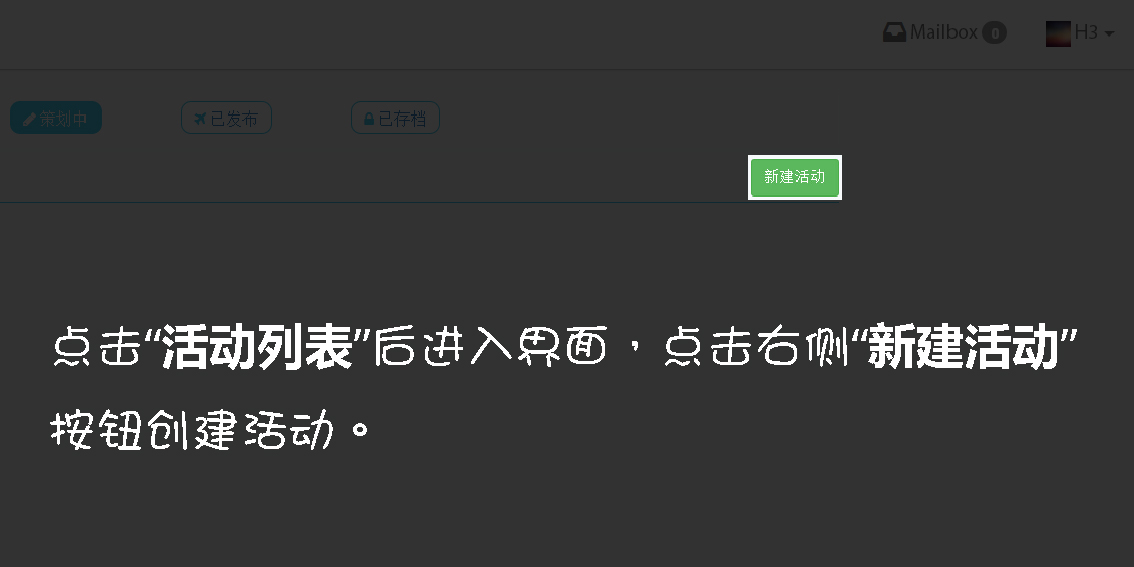 Mailbox 0 H3
策划中 已发布 已存档
新建活动
点击“活动列表”后进入界面，点击右侧“新建活动”
按钮创建活动。